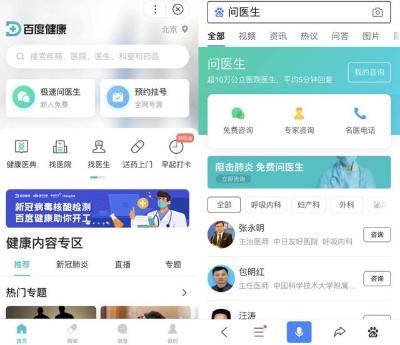 百度健康
北京
搜索疾病，医院，医生，科室和药品
极速问医生
新人免费
预约挂号
全网号源
领现金
健康医典
找医院
找医生
送药上门
早起打卡
新冠病毒核酸检测
百度健康助你开工
健康内容专区
推荐
新冠肺炎
直播
专题
热门专题
首页
商城
消息
我的
问医生
全部
视频
资讯
热议
问答
图片
问医生
超10万公立医院医生，平均5分钟回复
我的咨询
免费咨询
专家咨询
名医电话
阻击肺炎 免费问医生
立即咨询
全部
呼吸内科
妇产科
外科
张永明
主治医师 中日友好医院 呼吸内科
咨询
包明红
主任医师 中国科学技术大学附属...
咨询
汪涛
咨询